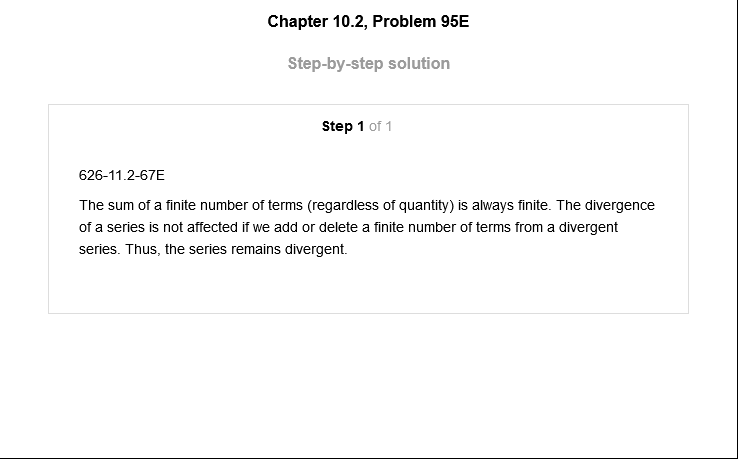 Chapter 10.2, Problem 95E
Step-by-step solution
Step 1 of 1
626-11.2-67E
The sum of a finite number of terms (regardless of quantity) is always finite. The divergence
of a series is not affected if we add or delete a finite number of terms from a divergent
series. Thus, the series remains divergent.